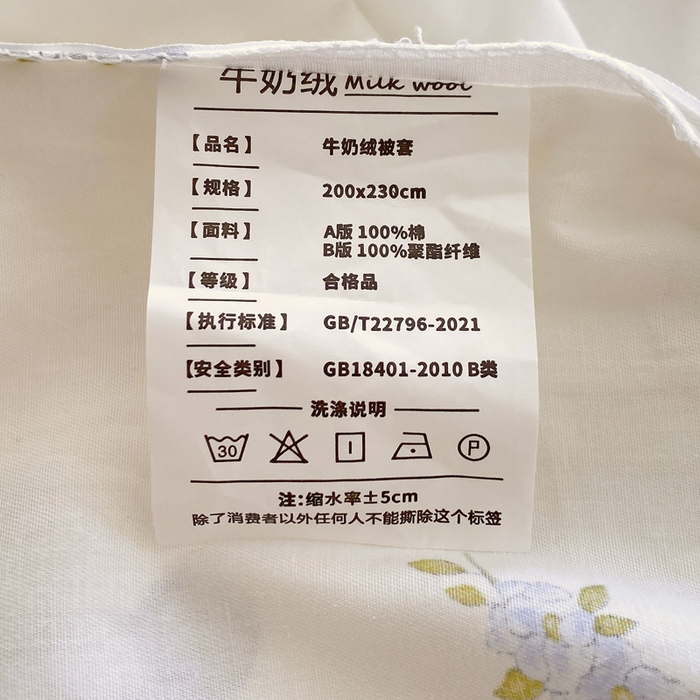 牛奶绒 Milk wool
【品名】 牛奶绒被套
【规格】 200x230cm
【面料】 A版 100%棉
B版 100%聚酯纤维
【等级】 合格品
【执行标准】 GB/T22796-2021
【安全类别】 GB18401-2010 B类
洗涤说明
30 P
注:缩水率±5cm
除了消费者以外任何人不能撕除这个标签